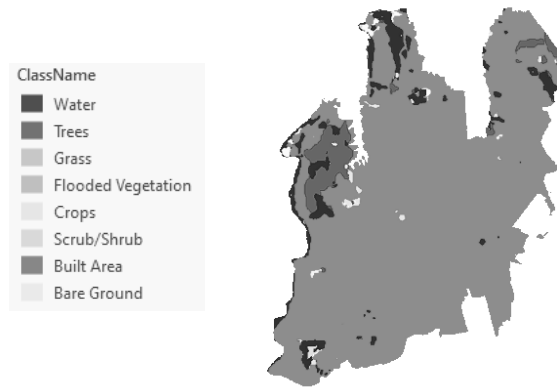 ClassName
Water
Trees
Grass
Flooded Vegetation
Crops
Scrub/Shrub
Built Area
Bare Ground